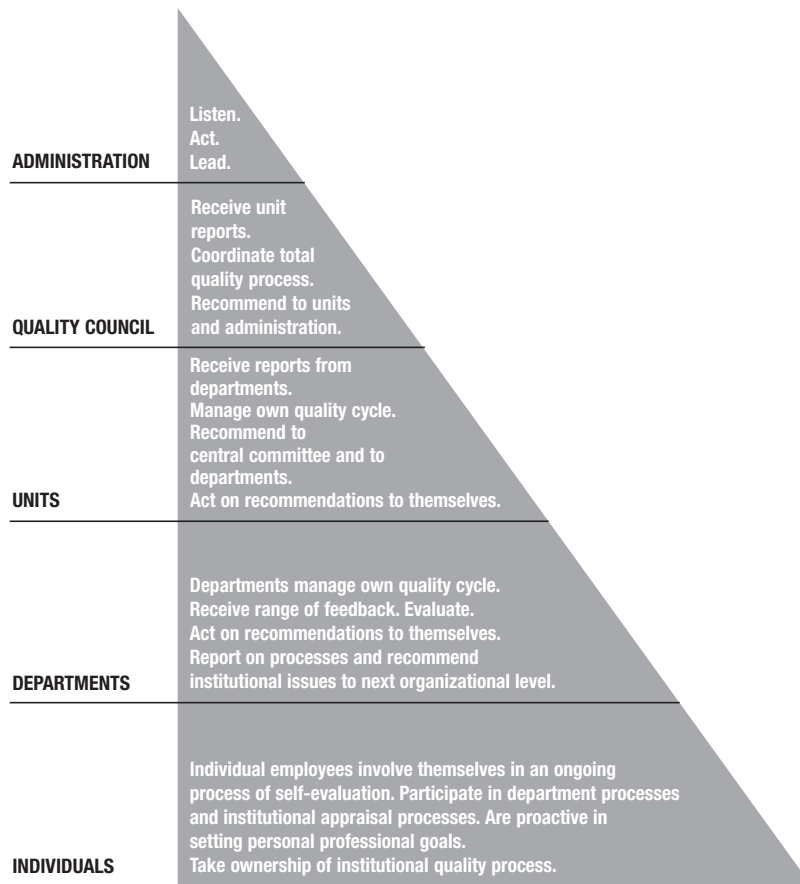 Listen.
Act.
ADMINISTRATION Lead.
Receive unit
reports.
Coordinate total
quality process.
Recommend to units
QUALITY COUNCIL and administration.
Receive reports from
departments.
Manage own quality cycle.
Recommend to
central committee and to
departments.
UNITS Act on recommendations to themselves.
Departments manage own quality cycle.
Receive range of feedback. Evaluate.
Act on recommendations to themselves.
Report on processes and recommend
DEPARTMENTS institutional issues to next organizational level.
Individual employees involve themselves in an ongoing
process of self-evaluation. Participate in department processes
and institutional appraisal processes. Are proactive in
setting personal professional goals.
INDIVIDUALS Take ownership of institutional quality process.